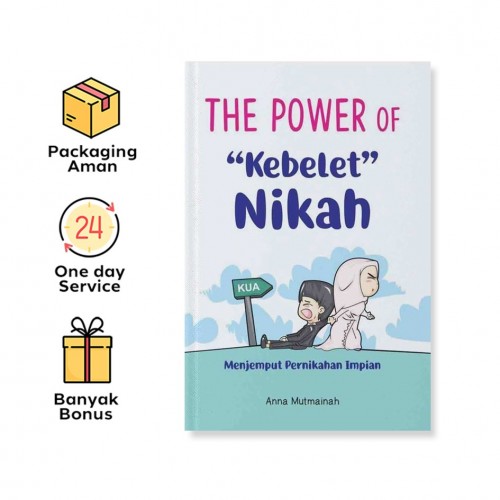 Packaging
Aman
24
One day
Service
Banyak
Bonus
THE POWER OF
“Kebelet”
Nikah
KUA
Menjemput Pernikahan Impian
Anna Mutmainah